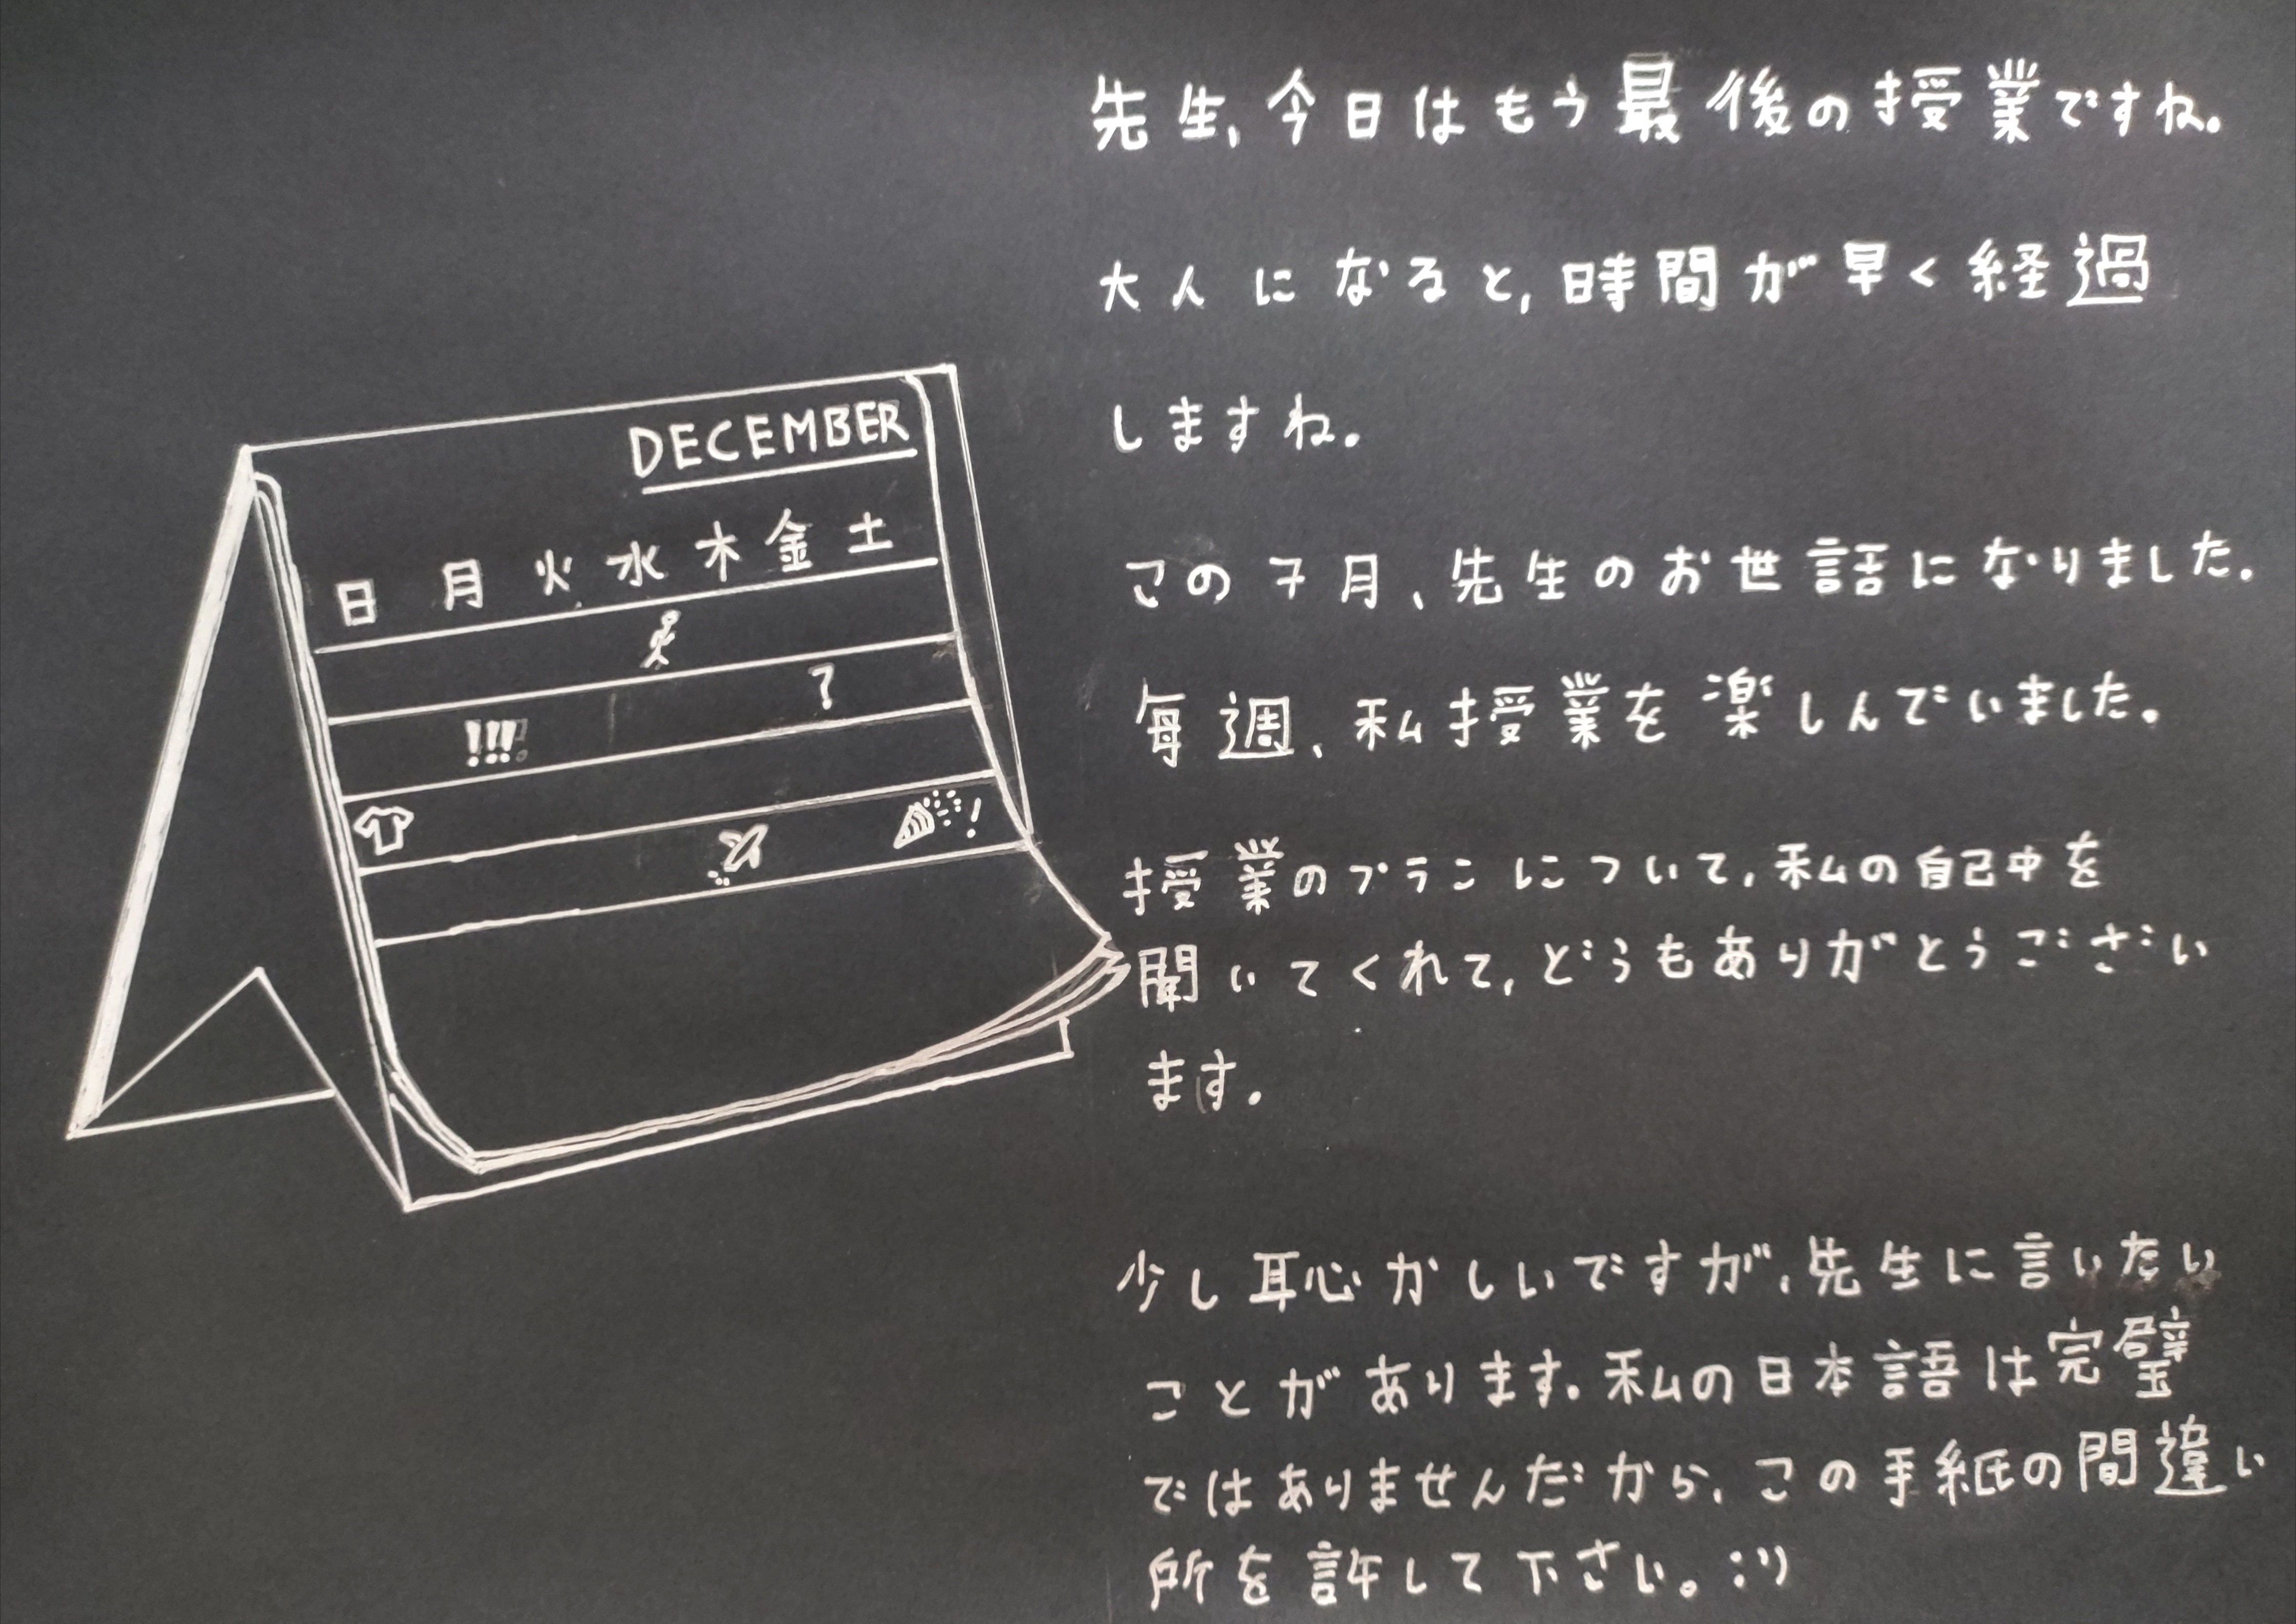 DECEMBER
日 月 火 水 木 金 土
?
!!!
!
先生、今日はもう最後の授業ですね。
大人になると、時間が早く経過
しますね。
この7月、先生のお世話になりました。
毎週、私授業を楽しんでいました。
授業のプランについて、私の自己中を
聞いてくれて、どうもありがとうござい
ます。
少し恥かしいですが、先生に言いたい
ことがあります。私の日本語は完璧
ではありませんだから、この手紙の間違い
所を許して下さい。:))